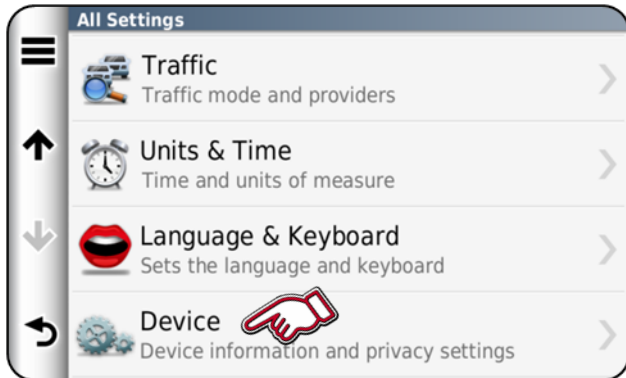 All Settings
Traffic
Traffic mode and providers
Units & Time
Time and units of measure
Language & Keyboard
Sets the language and keyboard
Device
Device information and privacy settings